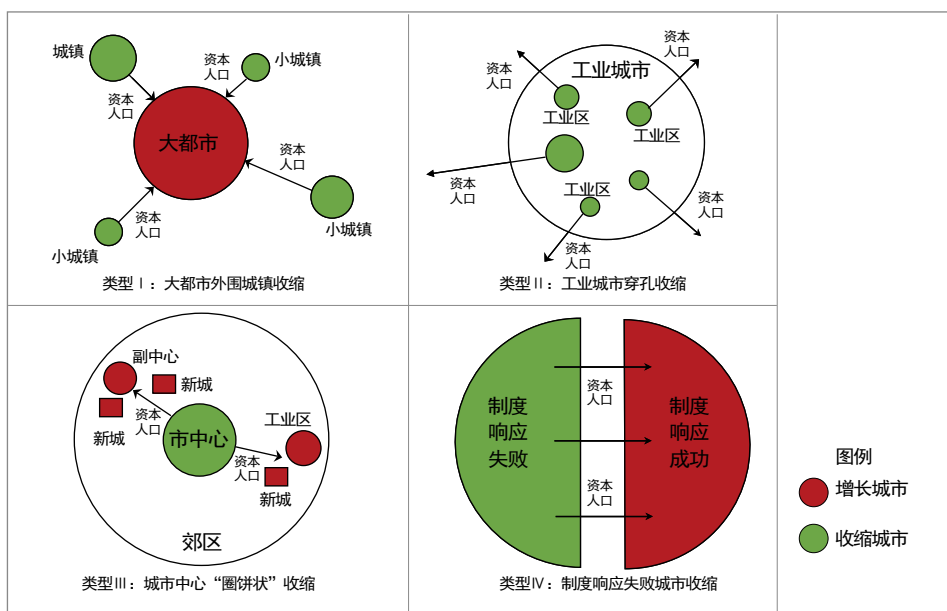 城镇
资本
人口
资本
人口
小城镇
大都市
资本
人口
资本
人口
小城镇
小城镇
类型Ⅰ：大都市外围城镇收缩
资本
人口
工业城市
资本
人口
工业区
工业区
资本
人口
工业区
资本
人口
资本
人口
类型Ⅱ：工业城市穿孔收缩
副中心
新城
资本
人口
新城
市中心
工业区
资本
人口
新城
郊区
类型Ⅲ：城市中心“圈饼状”收缩
资本
人口
制度
响应
失败
资本
人口
制度
响应
成功
资本
人口
类型Ⅳ：制度响应失败城市收缩
图例
增长城市
收缩城市